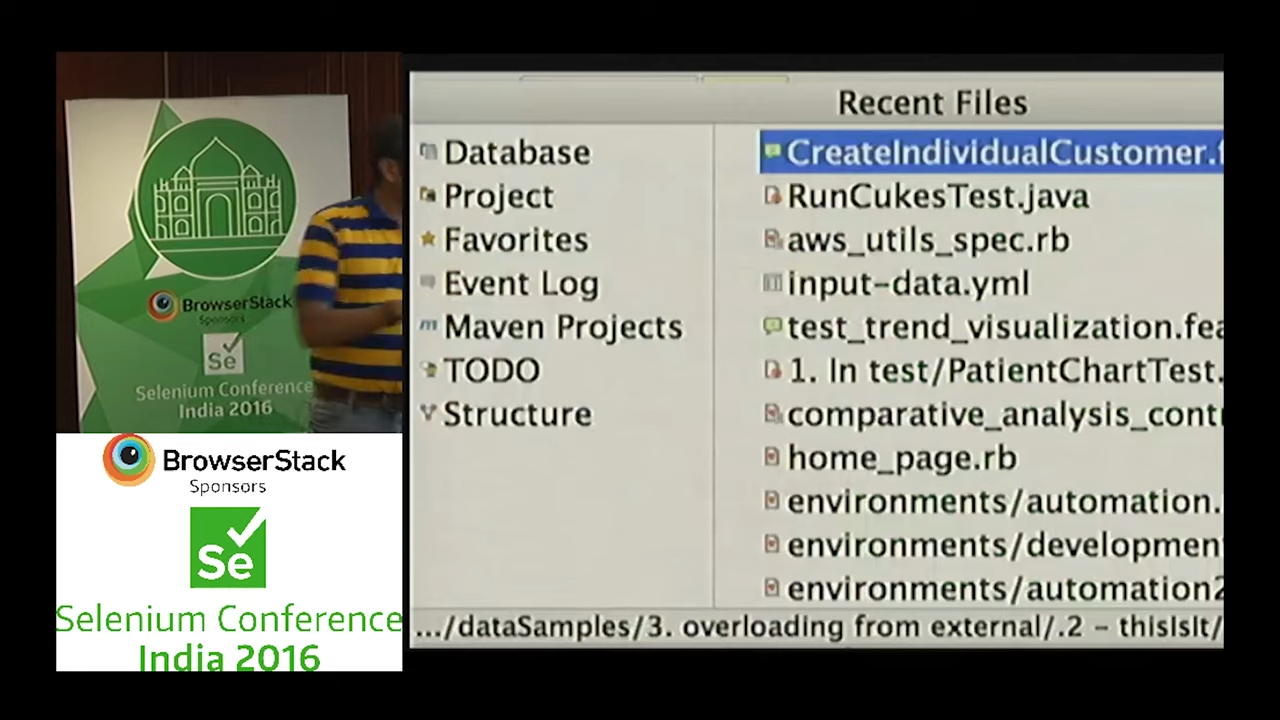 BrowserStack
Sponsors
Se
Selenium Conference
India 2016
BrowserStack
Sponsors
Se
Selenium Conference
India 2016
Recent Files
Database
Project
Favorites
Event Log
Maven Projects
TODO
Structure
CreateIndividualCustomer.f
RunCukesTest.java
aws_utils_spec.rb
input-data.yml
test_trend_visualization.fea
1. In test/PatientChartTest.
comparative_analysis_cont
home_page.rb
environments/automation.
environments/developmen
environments/automation2
.../dataSamples/3. overloading from external/.2 - thisIsIt/